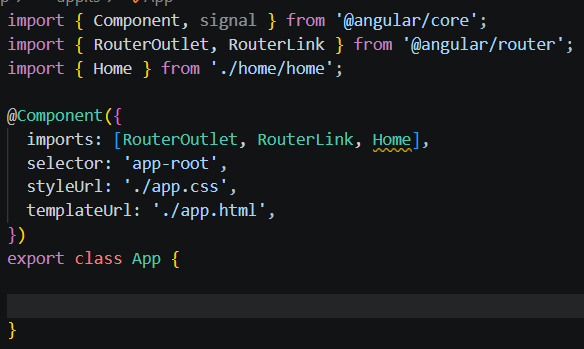 import { Component, signal } from '@angular/core';
import { RouterOutlet, RouterLink } from '@angular/router';
import { Home } from './home/home';
@Component({
  imports: [RouterOutlet, RouterLink, Home],
  selector: 'app-root',
  styleUrl: './app.css',
  templateUrl: './app.html',
})
export class App {
}